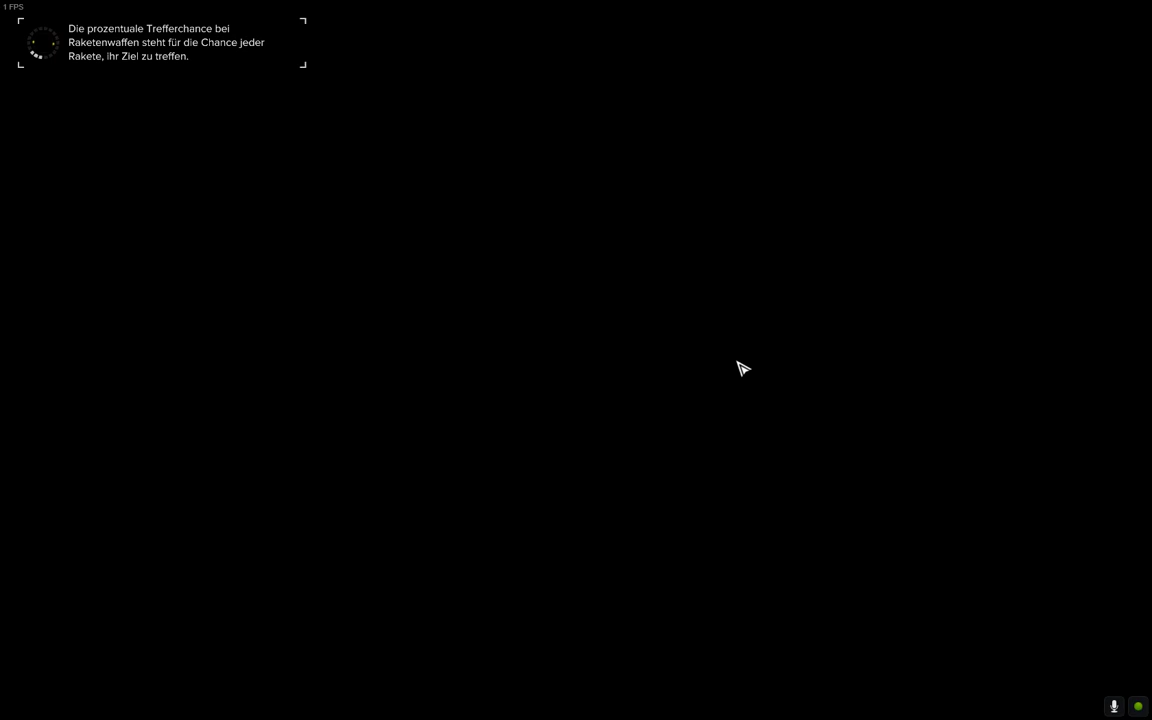 1 FPS
Die prozentuale Trefferchance bei
Raketenwaffen steht für die Chance jeder
Rakete, ihr Ziel zu treffen.